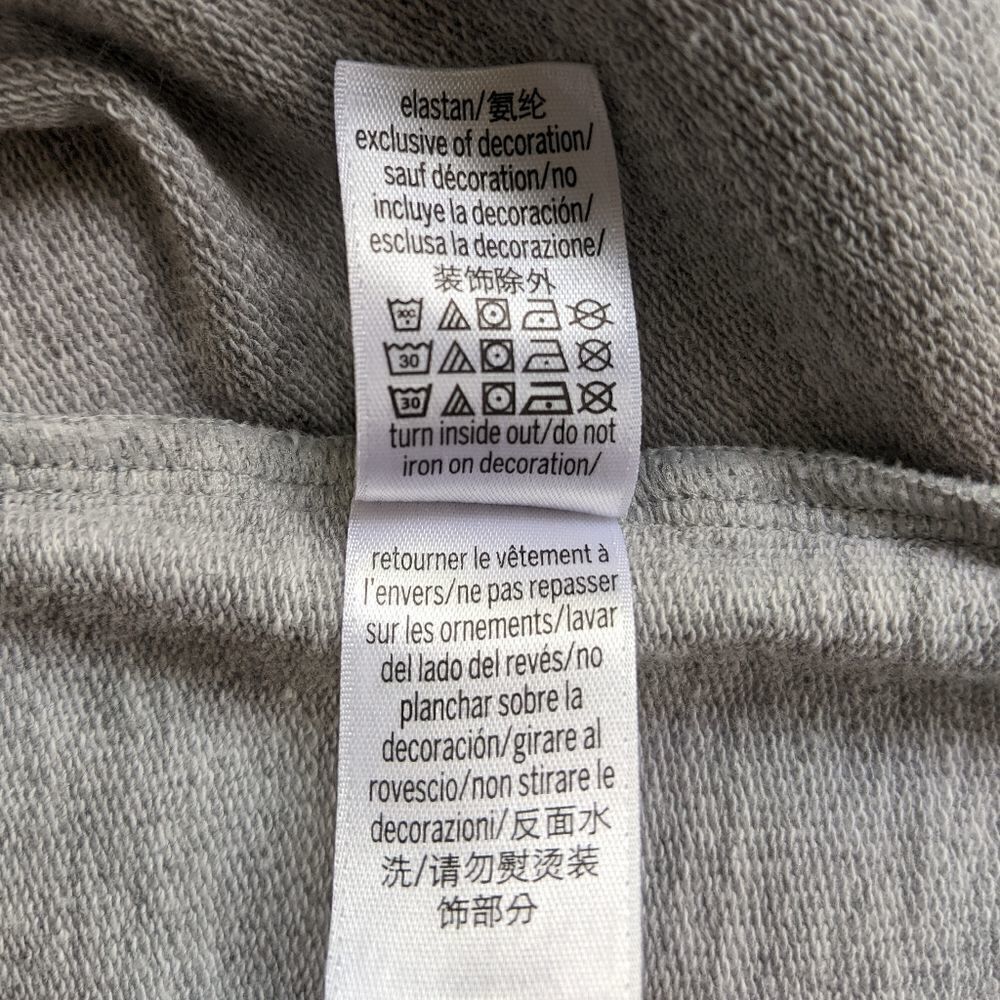 elastan/氨纶
exclusive of decoration/
sauf décoration/no
incluye la decoración/
esclusa la decorazione/
装饰除外
30C
30
30
turn inside out/do not
iron on decoration/
retourner le vêtement à
l'envers/ne pas repasser
sur les ornements/lavar
del lado del revés/no
planchar sobre la
decoración/girare al
rovescio/non stirare le
decorazioni/反面水
洗/请勿熨烫装
饰部分